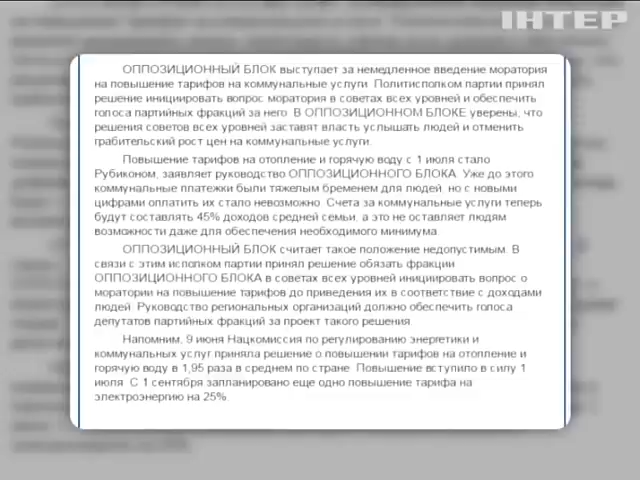 ІНТЕР
ОППОЗИЦИОННЫЙ БЛОК выступает за немедленное введение моратория
на повышение тарифов на коммунальные услуги. Политисполком партии принял
решение инициировать вопрос моратория в советах всех уровней и обеспечить
голоса партийных фракций за него. В ОППОЗИЦИОННОМ БЛОКЕ уверены, что
решения советов всех уровней заставят власть услышать людей и отменить
грабительский рост цен на коммунальные услуги.
Повышение тарифов на отопление и горячую воду с 1 июля стало
Рубиконом, заявляет руководство ОППОЗИЦИОННОГО БЛОКА. Уже до этого
коммунальные платежки были тяжелым бременем для людей, но с новыми
цифрами оплатить их стало невозможно. Счета за коммунальные услуги теперь
будут составлять 45% доходов средней семьи, а это не оставляет людям
возможности даже для обеспечения необходимого минимума.
ОППОЗИЦИОННЫЙ БЛОК считает такое положение недопустимым. В
связи с этим исполком партии принял решение обязать фракции
ОППОЗИЦИОННОГО БЛОКА в советах всех уровней инициировать вопрос о
моратории на повышение тарифов до приведения их в соответствие с доходами
людей. Руководство региональных организаций должно обеспечить голоса
депутатов партийных фракций за проект такого решения.
Напомним, 9 июня Нацкомиссия по регулированию энергетики и
коммунальных услуг приняла решение о повышении тарифов на отопление и
горячую воду в 1,95 раза в среднем по стране. Повышение вступило в силу 1
июля. С 1 сентября запланировано еще одно повышение тарифа на
электроэнергию на 25%.